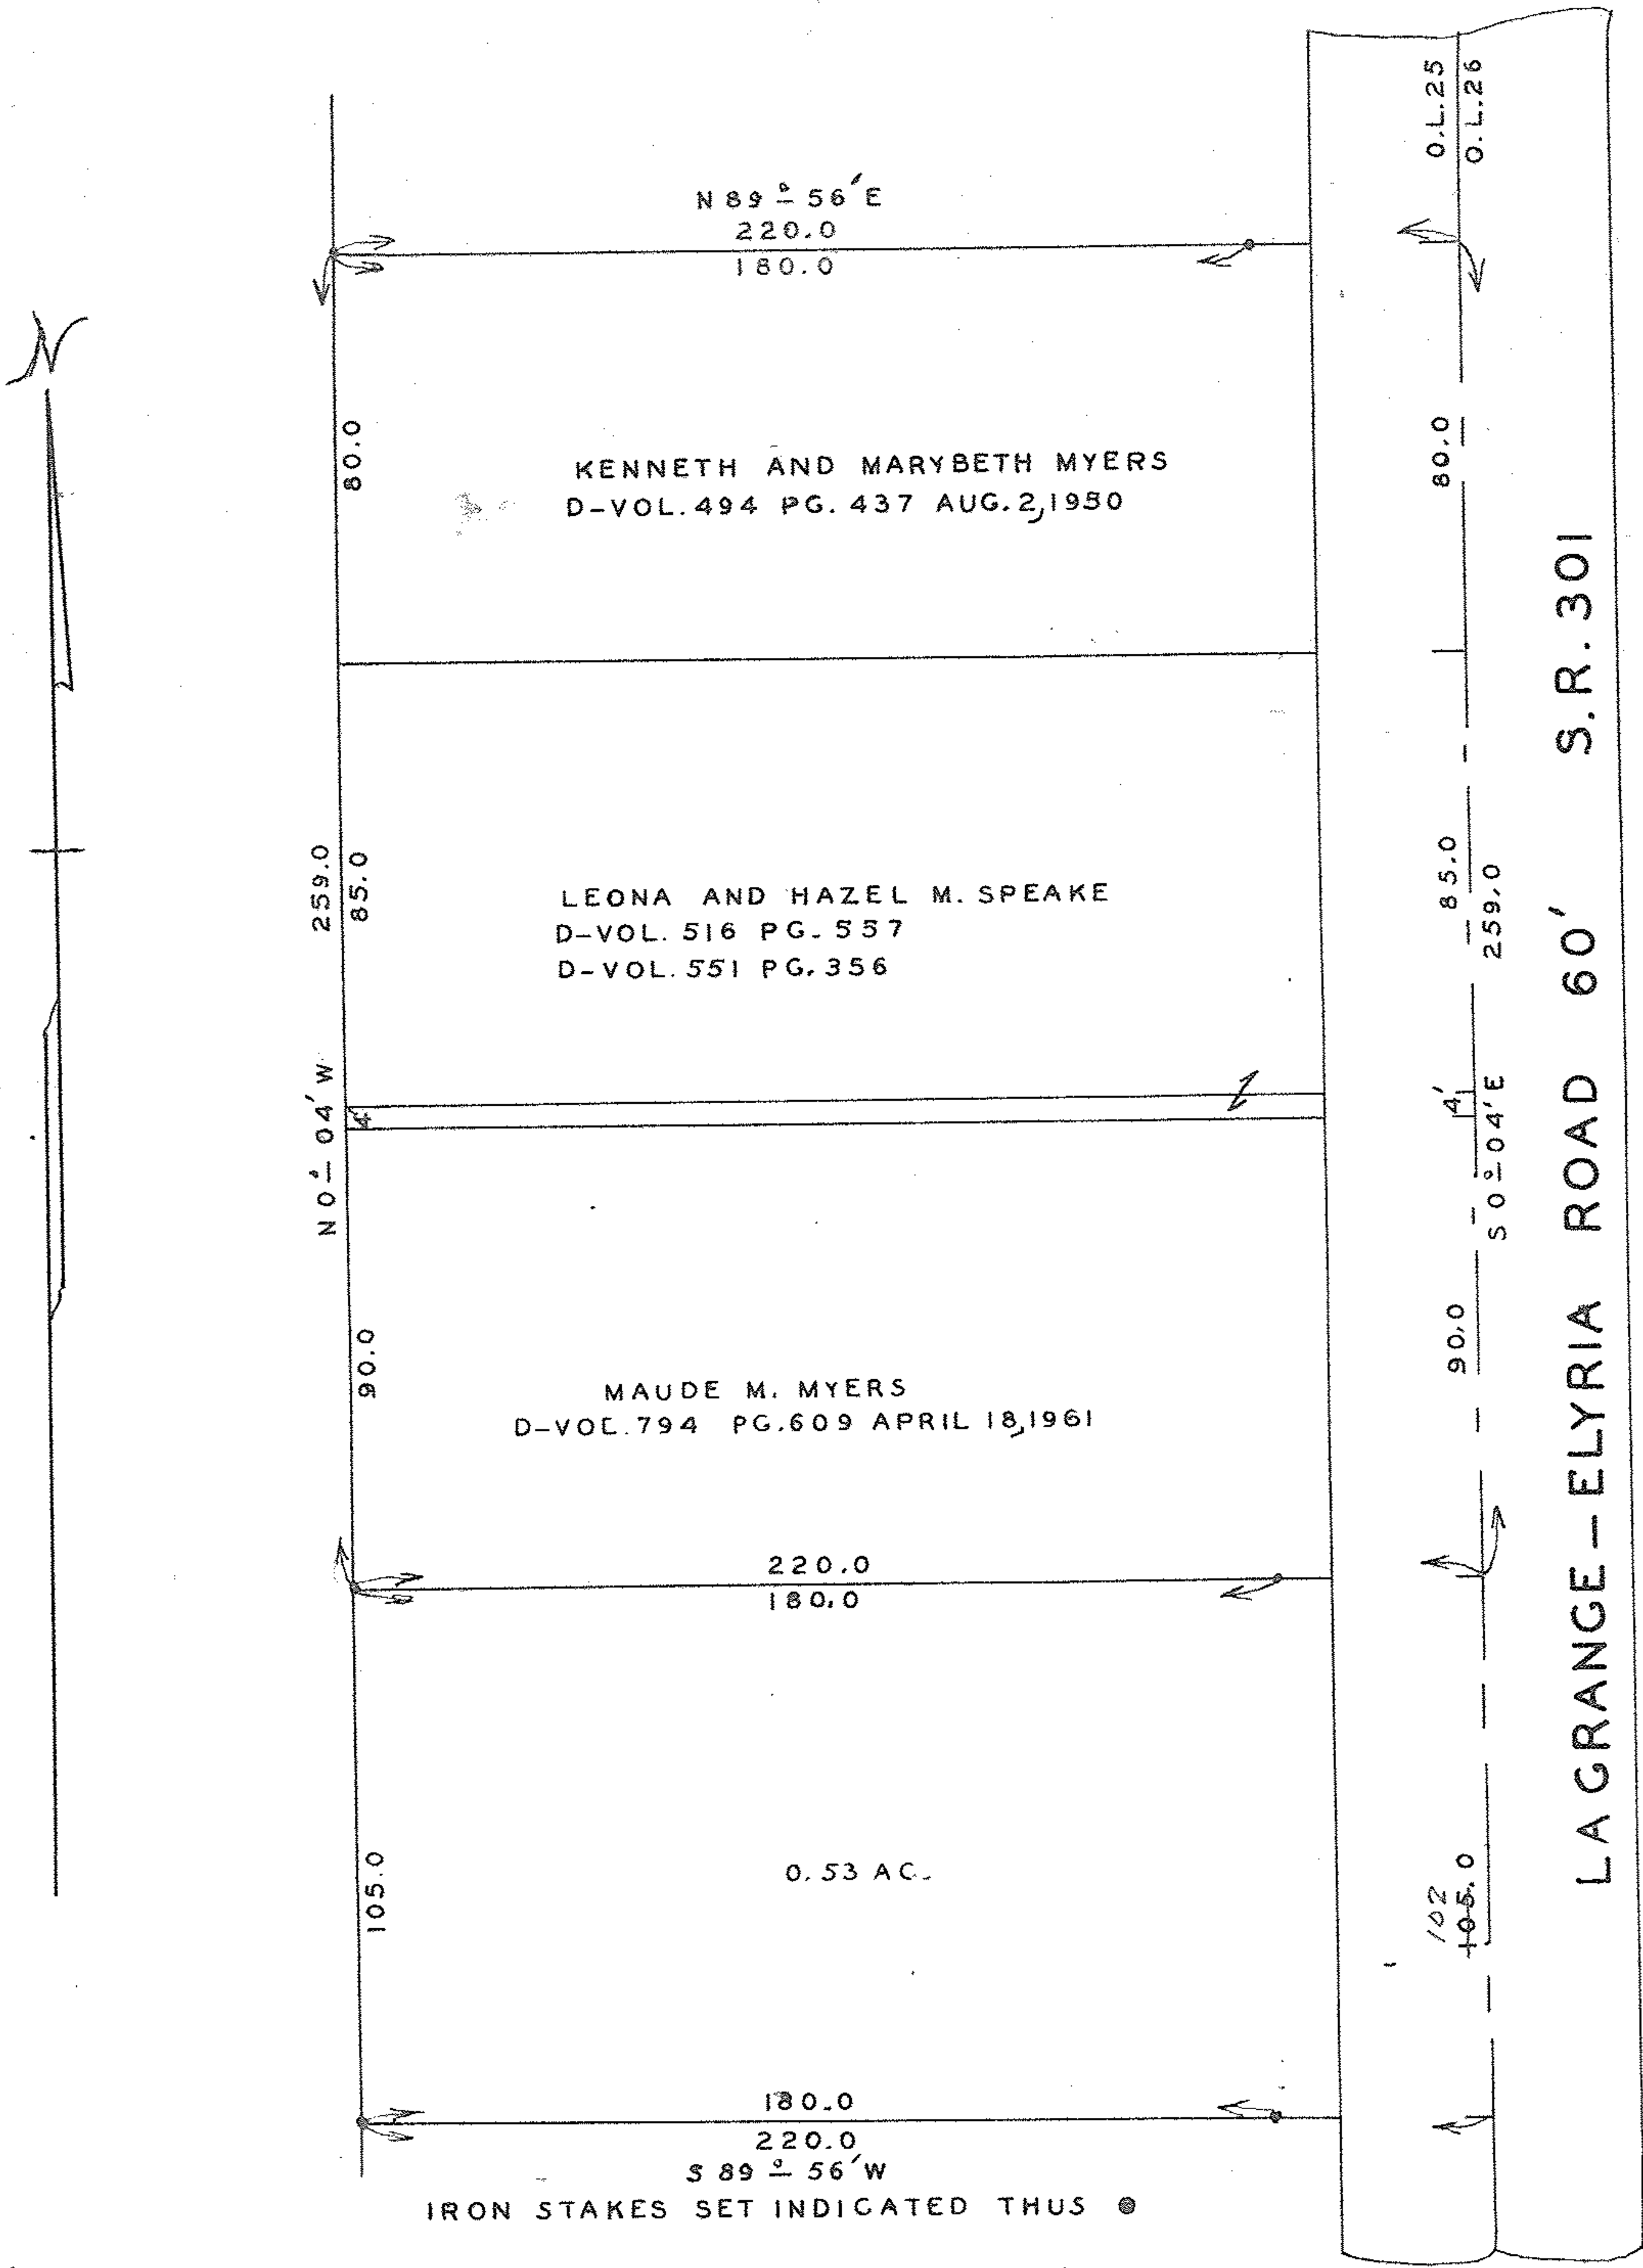 O.L.25
O.L.26
N 89° 56' E
220.0
180.0
80.0
80.0
KENNETH AND MARYBETH MYERS
D-VOL. 494 PG. 437 AUG. 2, 1950
S.R. 301
259.0
85.0
85.0
259.0
LEONA AND HAZEL M. SPEAKE
D-VOL. 516 PG. 557
D-VOL. 551 PG. 356
N 0° 04' W
4'
4'
S 0° 04' E
LAGRANGE-ELYRIA ROAD 60'
90.0
90.0
MAUDE M. MYERS
D-VOL. 794 PG. 609 APRIL 18, 1961
220.0
180.0
105.0
0.53 AC.
102
105.0
180.0
220.0
S 89° 56' W
IRON STAKES SET INDICATED THUS ●